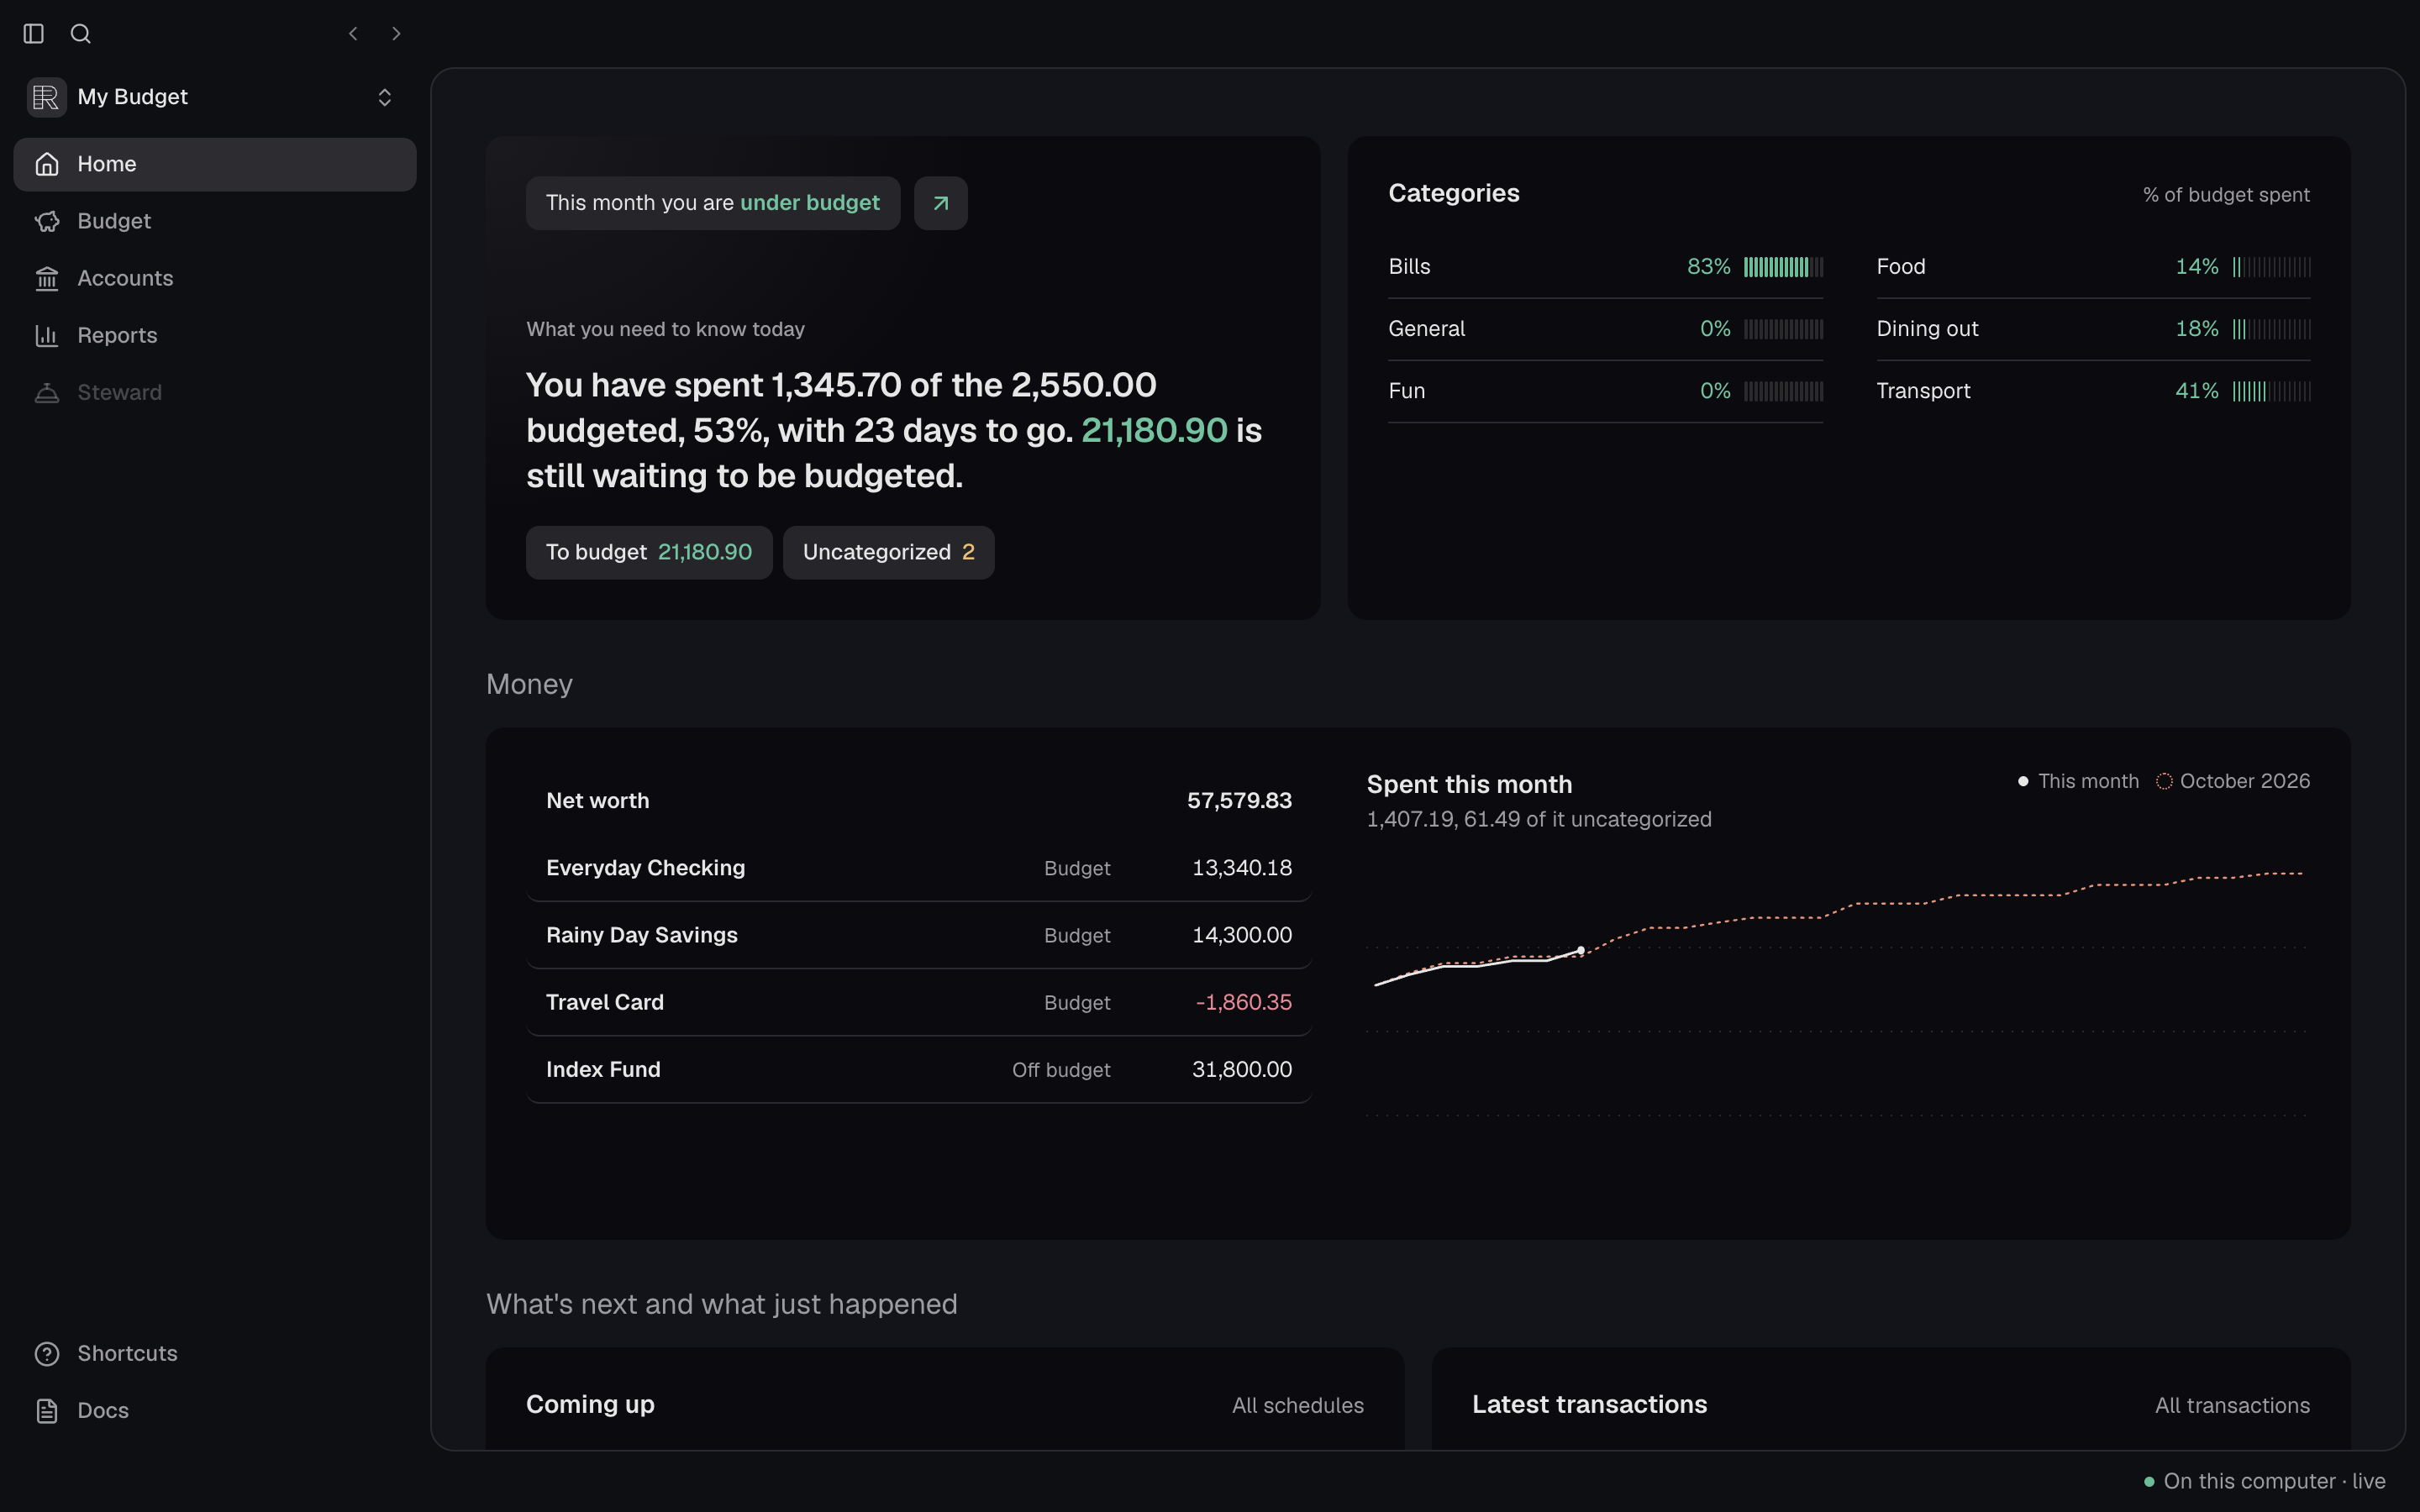 My Budget
Home
Budget
Accounts
Reports
Steward
Shortcuts
Docs
This month you are under budget
What you need to know today
You have spent 1,345.70 of the 2,550.00
budgeted, 53%, with 23 days to go. 21,180.90 is
still waiting to be budgeted.
To budget 21,180.90
Uncategorized 2
Categories
% of budget spent
Bills 83%
Food 14%
General 0%
Dining out 18%
Fun 0%
Transport 41%
Money
Net worth 57,579.83
Everyday Checking Budget 13,340.18
Rainy Day Savings Budget 14,300.00
Travel Card Budget -1,860.35
Index Fund Off budget 31,800.00
Spent this month
This month
October 2026
1,407.19, 61.49 of it uncategorized
What's next and what just happened
Coming up
All schedules
Latest transactions
All transactions
On this computer · live